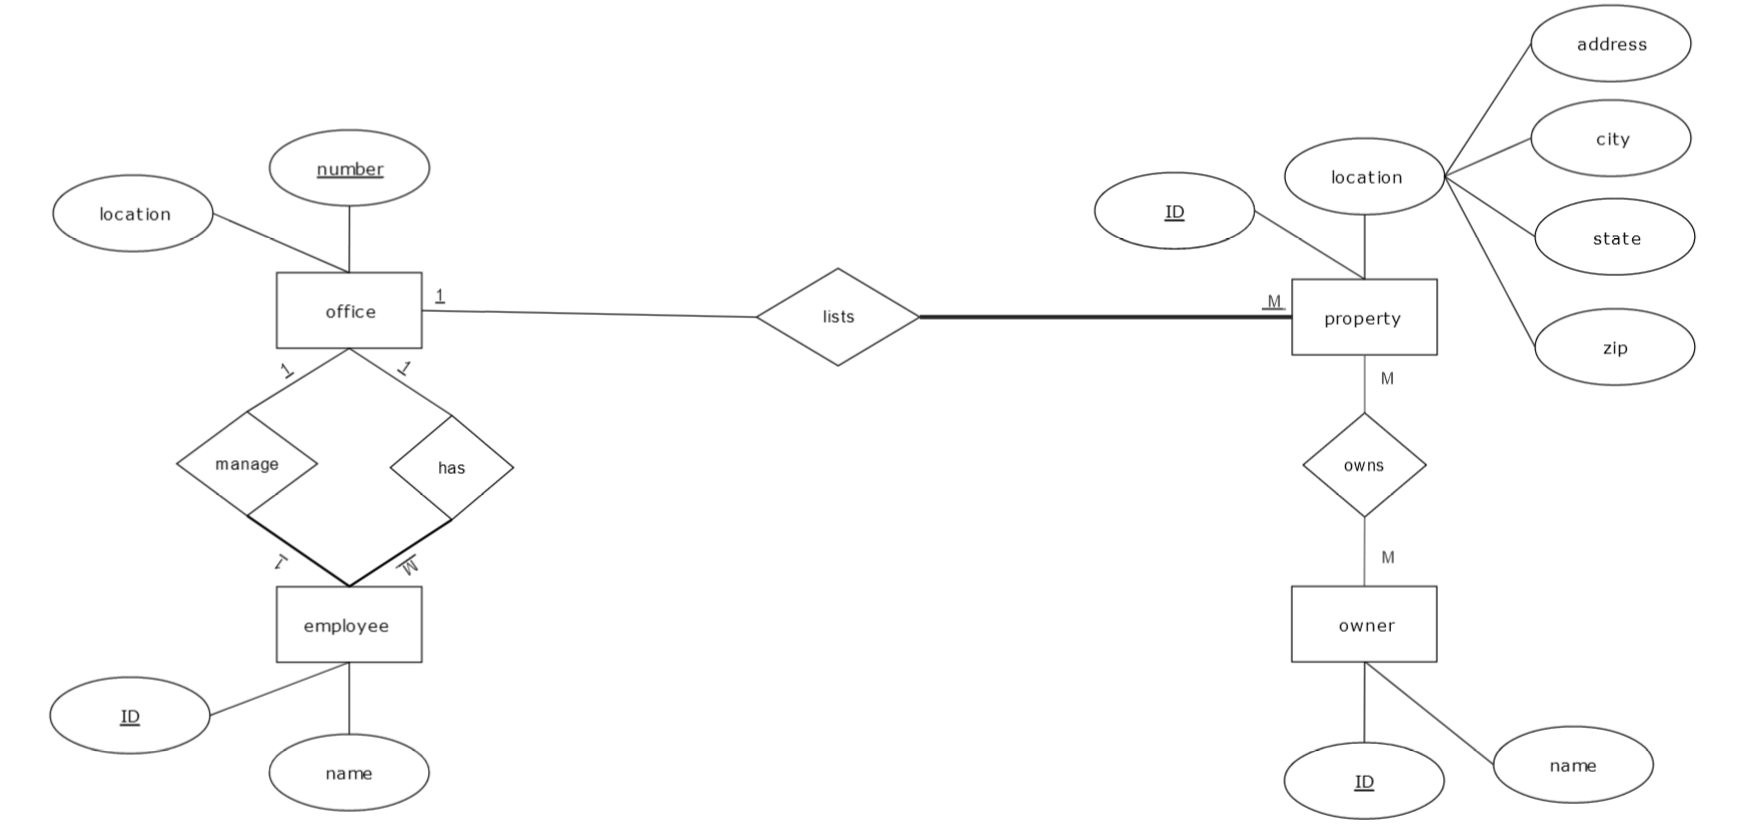 address
number
city
location
location
ID
state
1
M
office
lists
property
zip
1
1
M
manage
has
owns
1
M
M
employee
owner
ID
name
ID
name